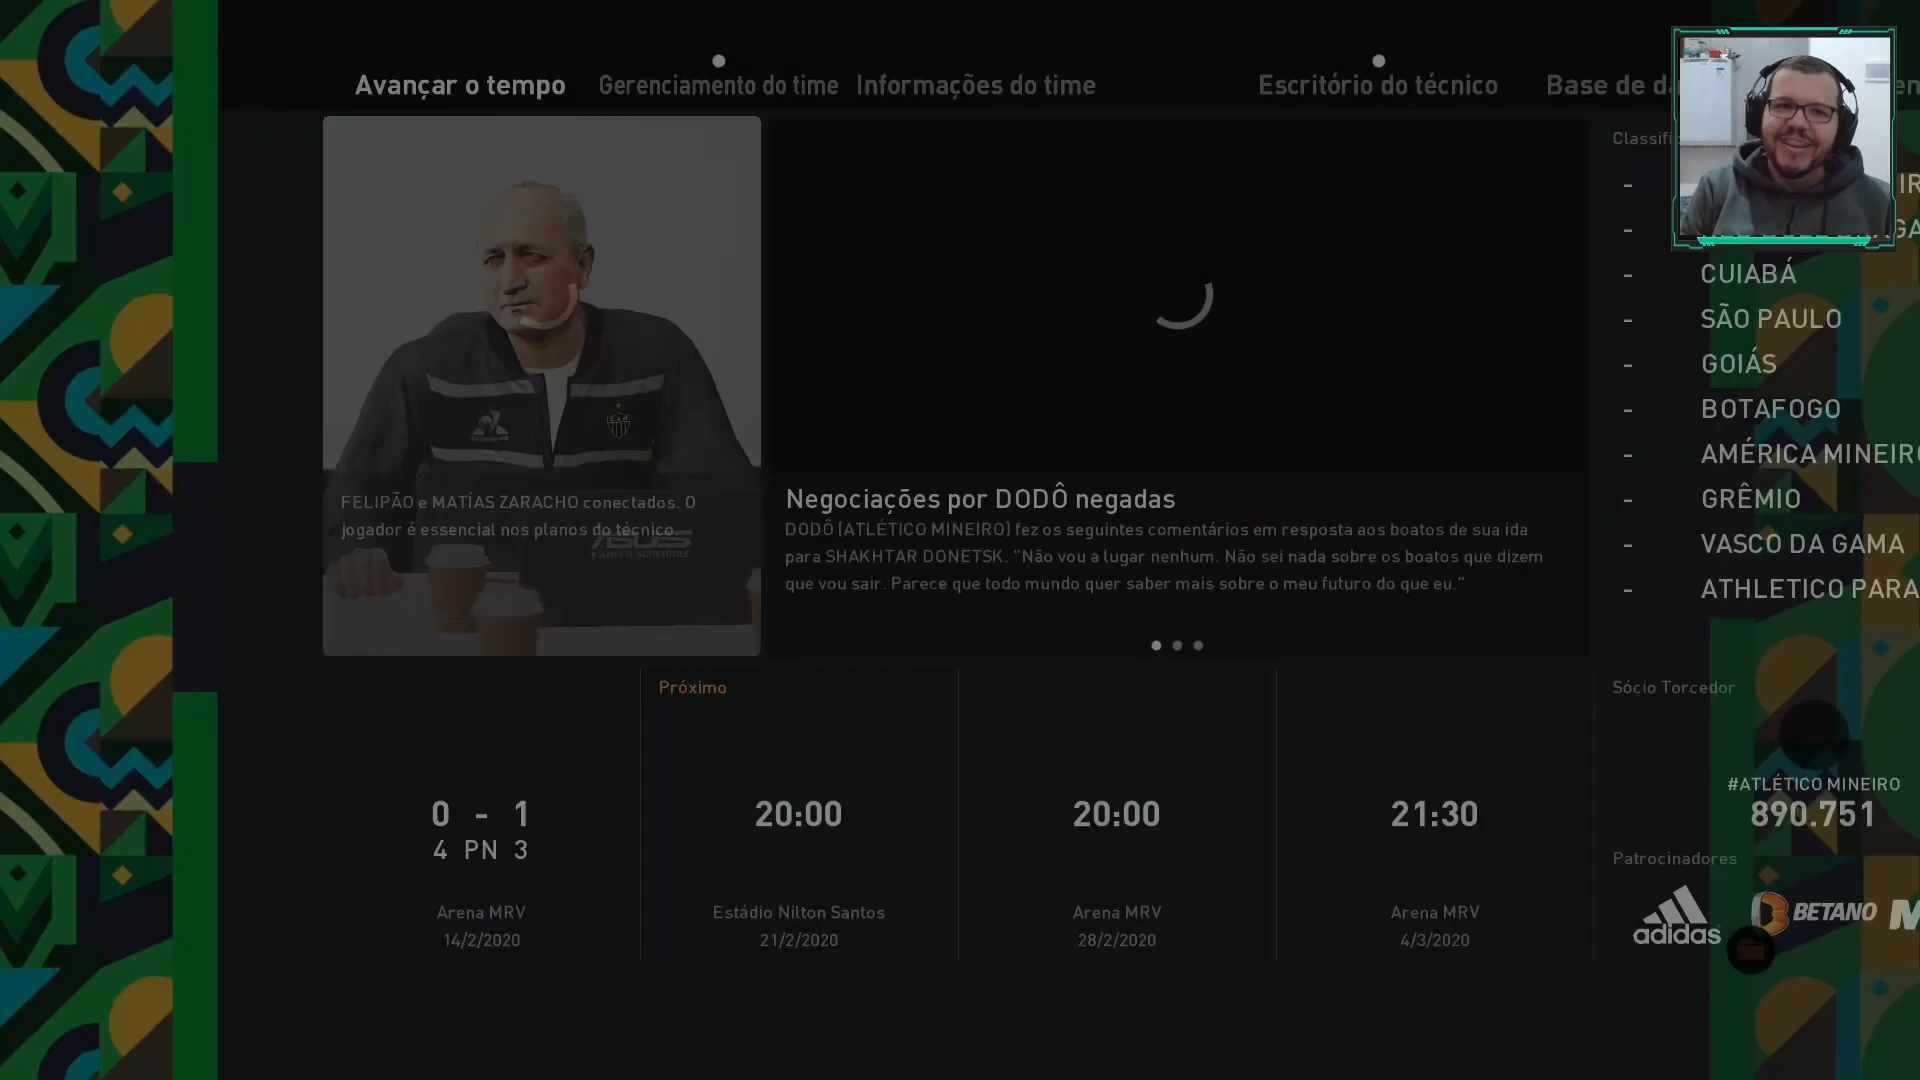 Avançar o tempo
Gerenciamento do time
Informações do time
Escritório do técnico
Base de da
Classifi
-
-
- CUIABÁ
- SÃO PAULO
- GOIÁS
- BOTAFOGO
- AMÉRICA MINEIRO
- GRÊMIO
- VASCO DA GAMA
- ATHLETICO PARA
FELIPÃO e MATÍAS ZARACHO conectados. O
jogador é essencial nos planos do técnico.
ASUS
Negociações por DODÔ negadas
DODÔ (ATLÉTICO MINEIRO) fez os seguintes comentários em resposta aos boatos de sua ida
para SHAKHTAR DONETSK. "Não vou a lugar nenhum. Não sei nada sobre os boatos que dizem
que vou sair. Parece que todo mundo quer saber mais sobre o meu futuro do que eu."
0 - 1
4 PN 3
Arena MRV
14/2/2020
Próximo
20:00
Estádio Nilton Santos
21/2/2020
20:00
Arena MRV
28/2/2020
21:30
Arena MRV
4/3/2020
Sócio Torcedor
#ATLÉTICO MINEIRO
890.751
Patrocinadores
adidas
BETANO